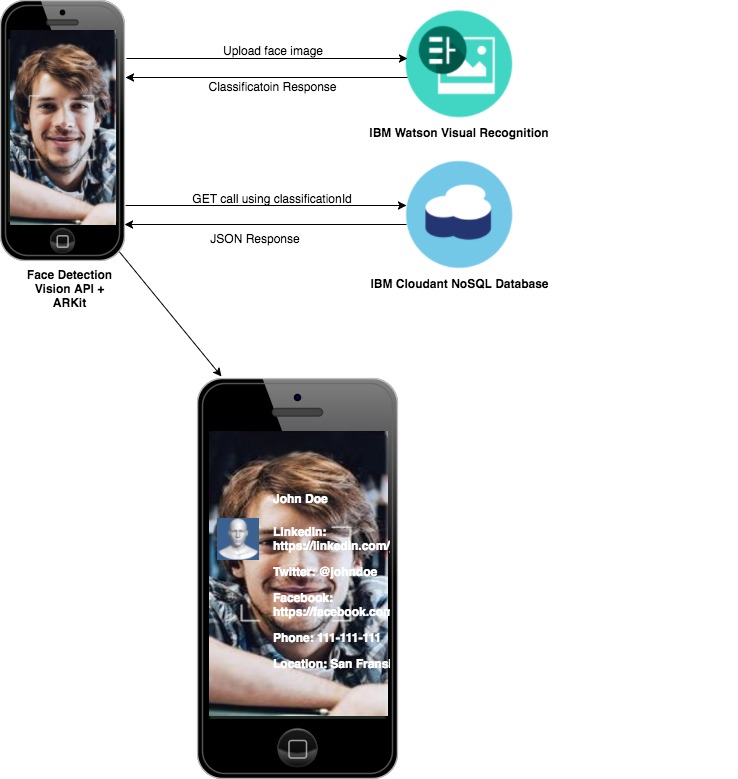 Upload face image
Classificatoin Response
IBM Watson Visual Recognition
GET call using classificationId
JSON Response
IBM Cloudant NoSQL Database
Face Detection
Vision API +
ARKit
John Doe
Linkedin:
https://linkedin.com/
Twitter: @johndoe
Facebook:
https://facebook.com
Phone: 111-111-111
Location: San Fransi